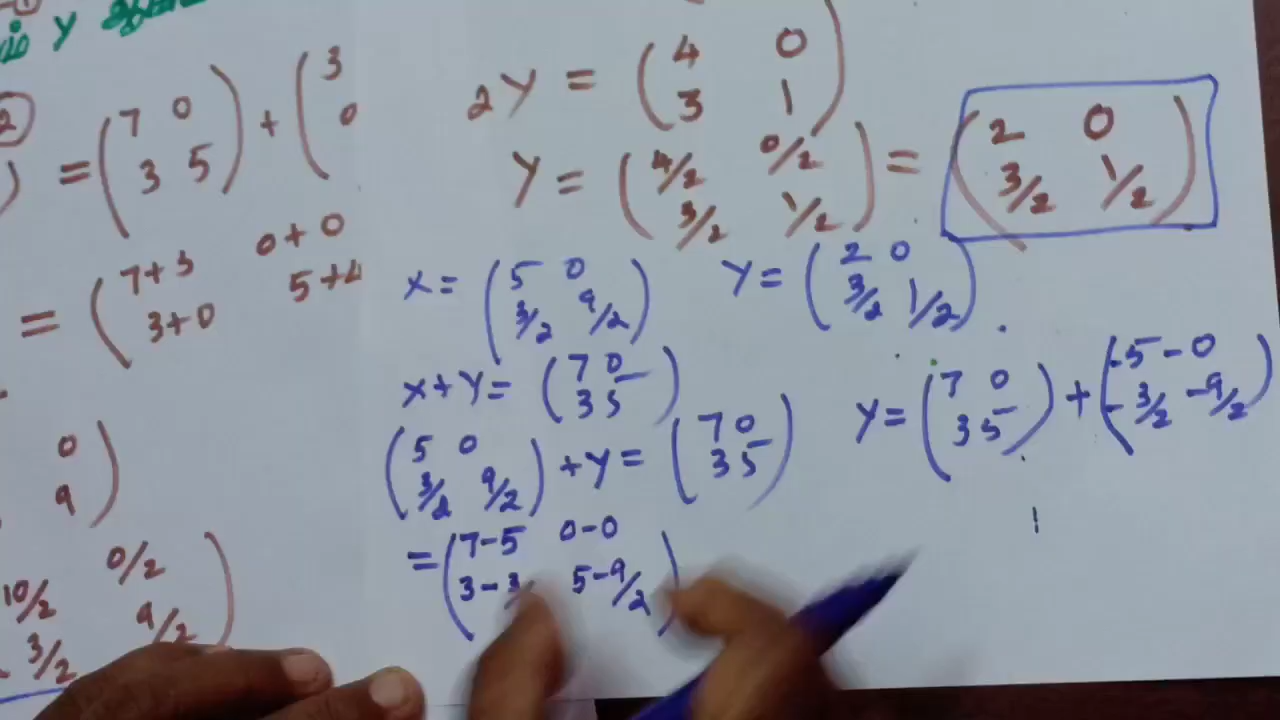 Y
2
= (7 0 3 5) + (3 0
= (7+3 0+0 3+0 5+4
0
9
10/2 0/2
3/2 9/2
2Y = (4 0 3 1)
Y = (4/2 0/2 3/2 1/2) = (2 0 3/2 1/2)
X = (5 0 3/2 9/2) Y = (2 0 3/2 1/2)
X + Y = (7 0 3 5)
(5 0 3/2 9/2) + Y = (7 0 3 5)
Y = (7 0 3 5) + (-5 -0 -3/2 -9/2)
= (7-5 0-0 3-3/ 5-9/2)